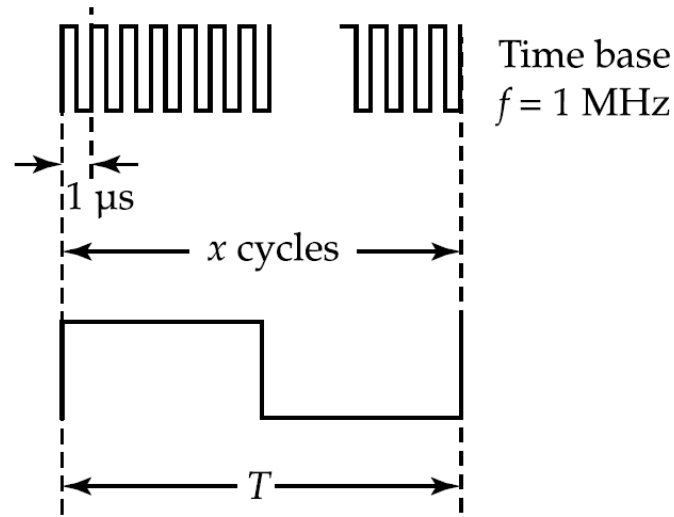 Time base
f = 1 MHz
1 μs
x cycles
T